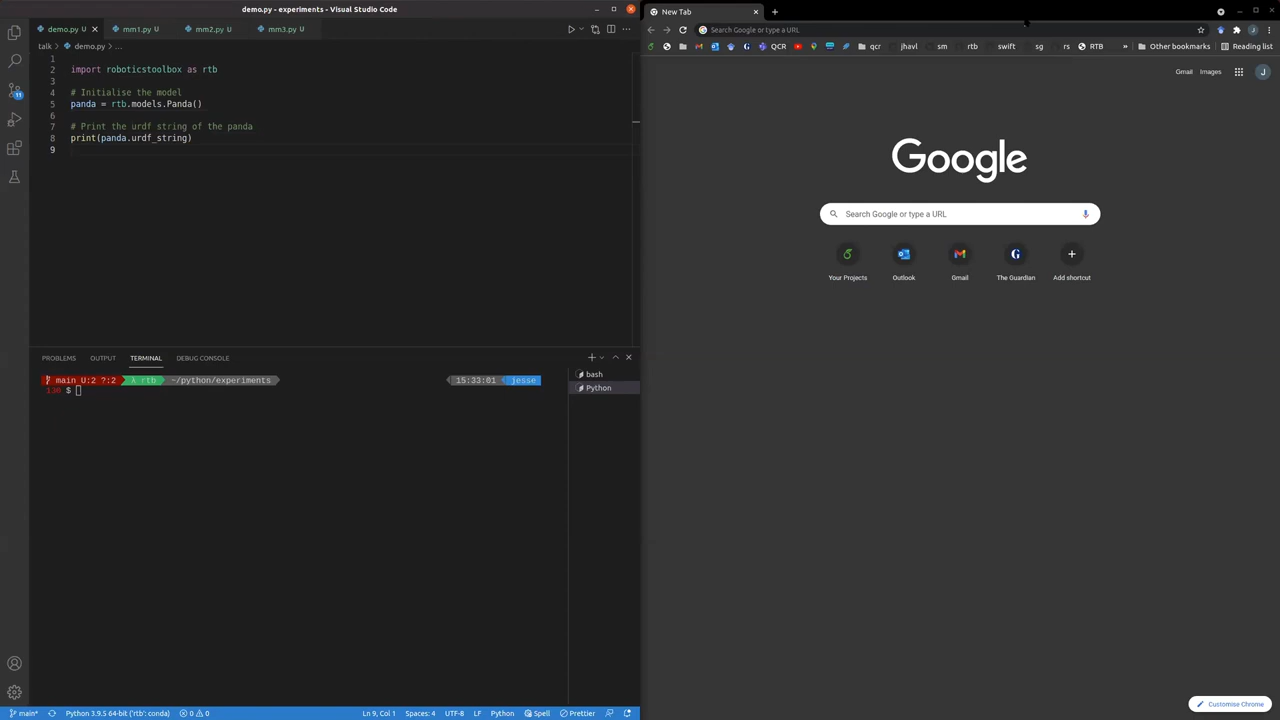 demo.py - experiments - Visual Studio Code
demo.py U
mm1.py U
mm2.py U
mm3.py U
talk > demo.py ...
1
2 import roboticstoolbox as rtb
3
4 # Initialise the model
5 panda = rtb.models.Panda()
6
7 # Print the urdf string of the panda
8 print(panda.urdf_string)
9
11
PROBLEMS OUTPUT TERMINAL DEBUG CONSOLE
main U:2 ?:2 λ rtb ~/python/experiments 15:33:01 jesse
130 $
bash
Python
main* Python 3.9.5 64-bit ('rtb': conda) 0 0 Ln 9, Col 1 Spaces: 4 UTF-8 LF Python Spell Prettier
New Tab
Search Google or type a URL
J
QCR qcr jhavl sm rtb swift sg rs RTB » Other bookmarks Reading list
Gmail Images J
Google
Search Google or type a URL
Your Projects Outlook Gmail The Guardian Add shortcut
Customise Chrome